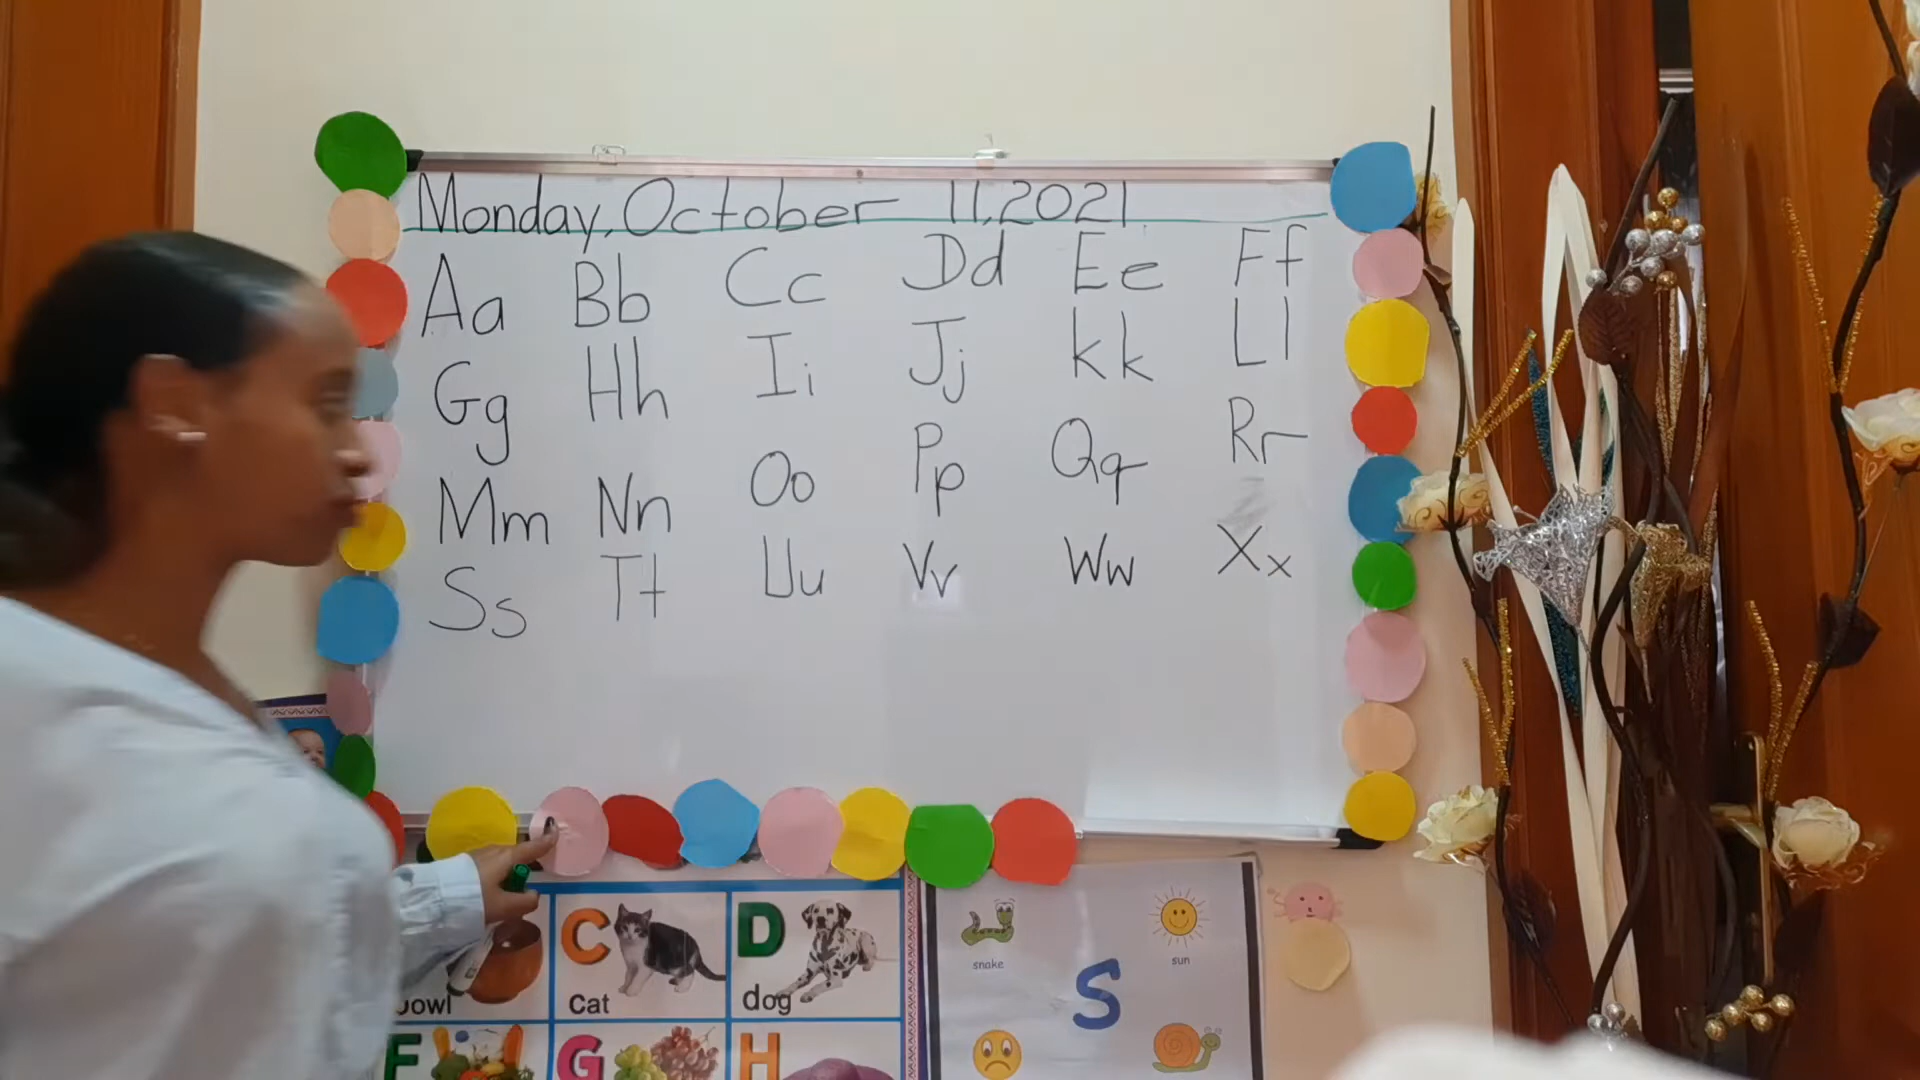 Monday, October 11, 2021
Aa Bb Cc Dd Ee Ff
Gg Hh Ii Jj kk Ll
Mm Nn Oo Pp Qq Rr
Ss Tt Uu Vv Ww Xx
C D
bowl cat dog
F G H
snake sun
S